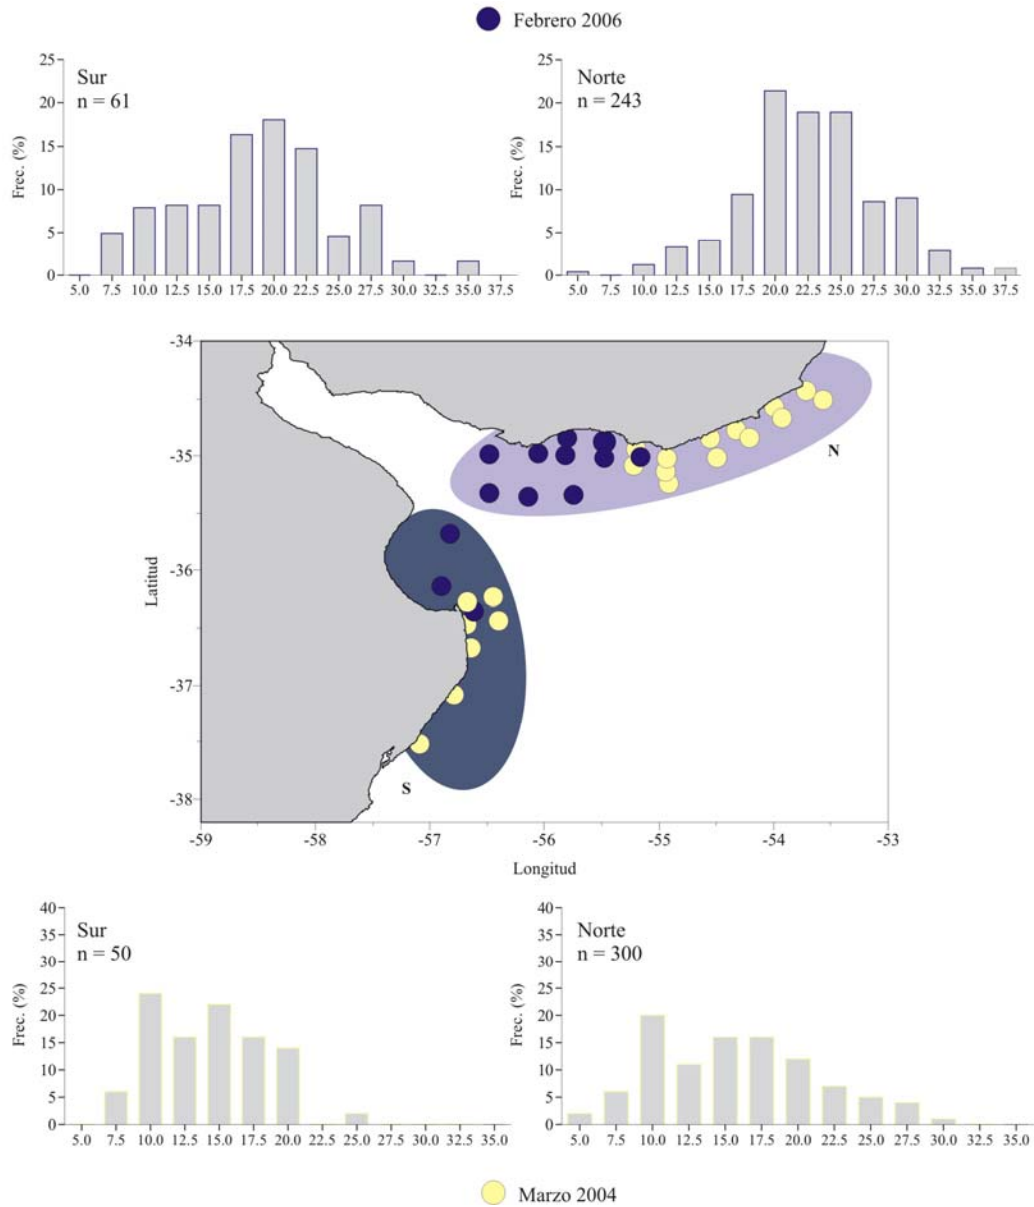 Febrero 2006
Sur
n = 61
Frec. (%)
25
20
15
10
5
0
5.0 7.5 10.0 12.5 15.0 17.5 20.0 22.5 25.0 27.5 30.0 32.5 35.0 37.5
Norte
n = 243
Frec. (%)
25
20
15
10
5
0
5.0 7.5 10.0 12.5 15.0 17.5 20.0 22.5 25.0 27.5 30.0 32.5 35.0 37.5
Latitud
-34
-35
-36
-37
-38
N
S
-59 -58 -57 -56 -55 -54 -53
Longitud
Sur
n = 50
Frec. (%)
40
35
30
25
20
15
10
5
0
5.0 7.5 10.0 12.5 15.0 17.5 20.0 22.5 25.0 27.5 30.0 32.5 35.0
Norte
n = 300
Frec. (%)
40
35
30
25
20
15
10
5
0
5.0 7.5 10.0 12.5 15.0 17.5 20.0 22.5 25.0 27.5 30.0 32.5 35.0
Marzo 2004